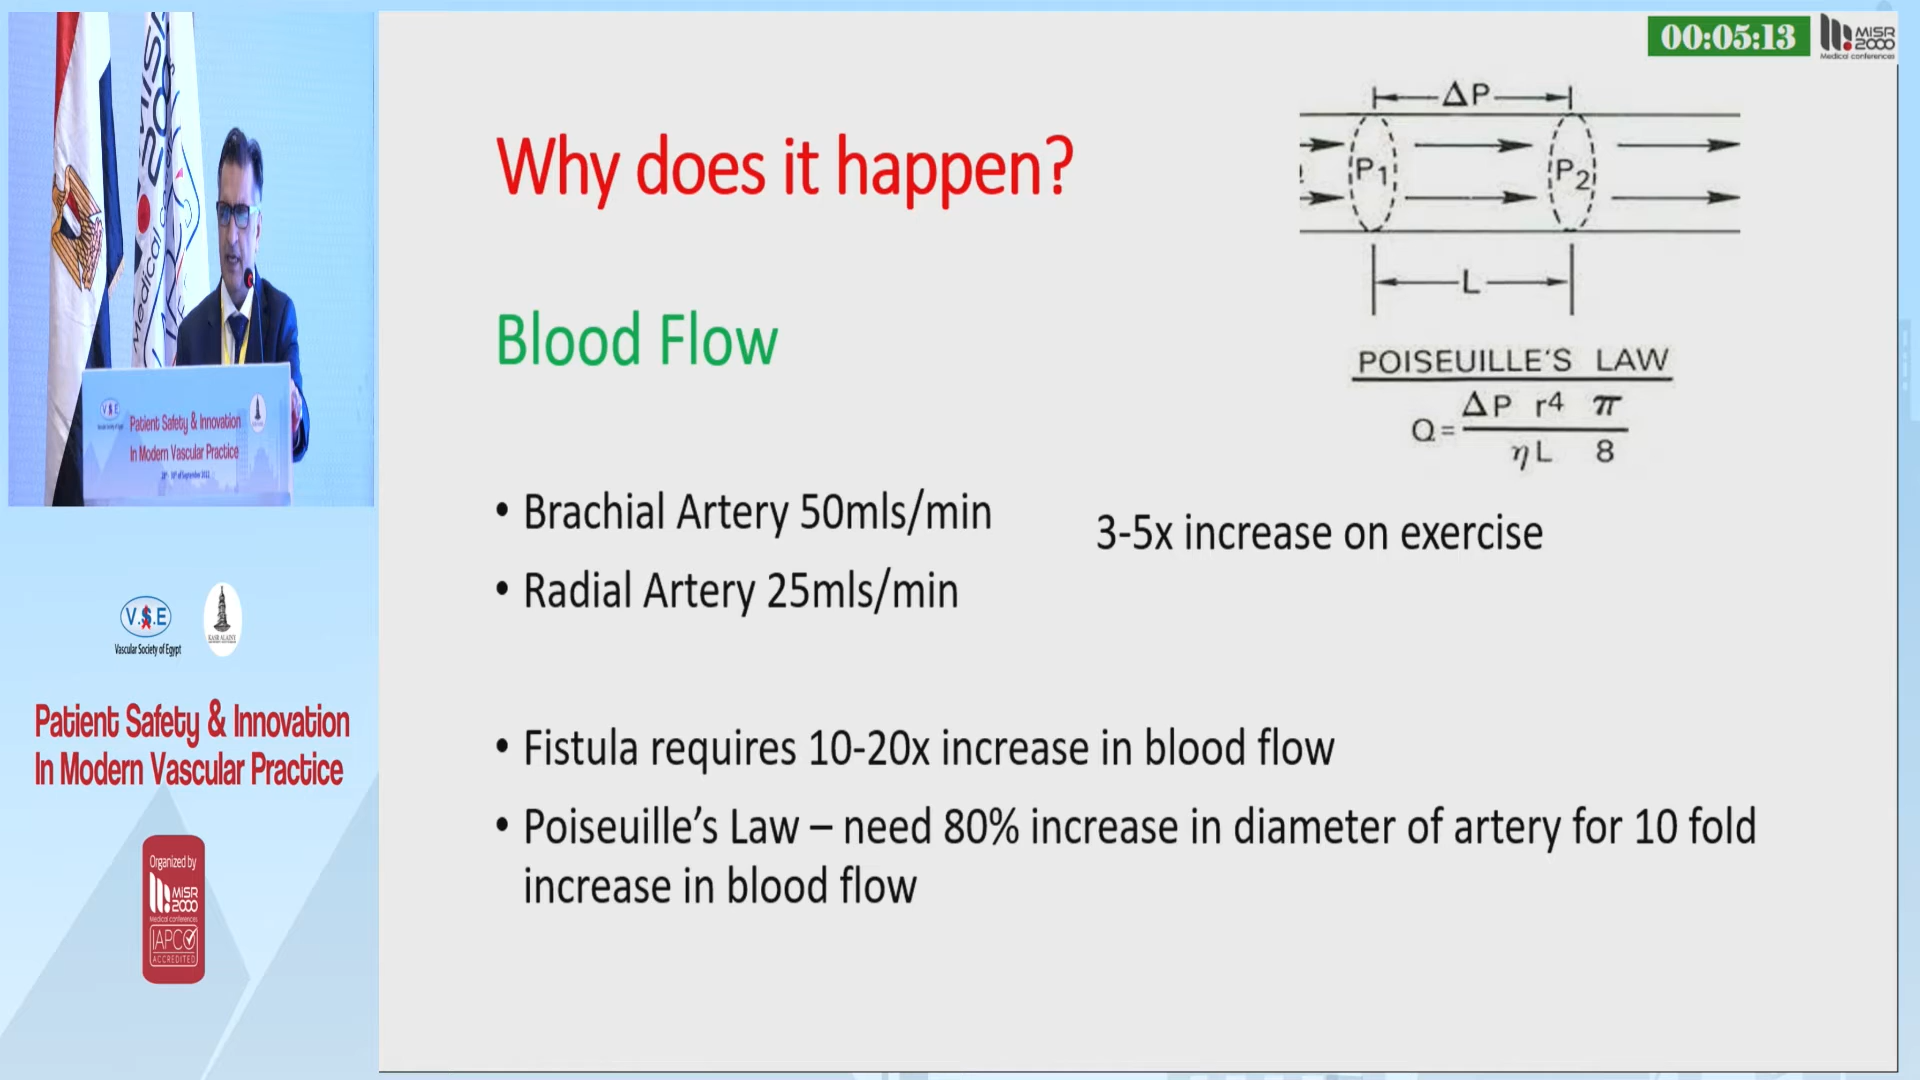 00:05:13
MISR
2000
Medical conferences
Why does it happen?
ΔP
P1
P2
L
Blood Flow
POISEUILLE'S LAW
Q = ΔP r4 π
ηL 8
• Brachial Artery 50mls/min
3-5x increase on exercise
• Radial Artery 25mls/min
• Fistula requires 10-20x increase in blood flow
• Poiseuille's Law – need 80% increase in diameter of artery for 10 fold
increase in blood flow
V.S.E
Patient Safety & Innovation
In Modern Vascular Practice
V.S.E
Vascular Society of Egypt
KASR ALAINY
Patient Safety & Innovation
In Modern Vascular Practice
Organized by
MISR
2000
Medical conferences
IAPCO
ACCREDITED